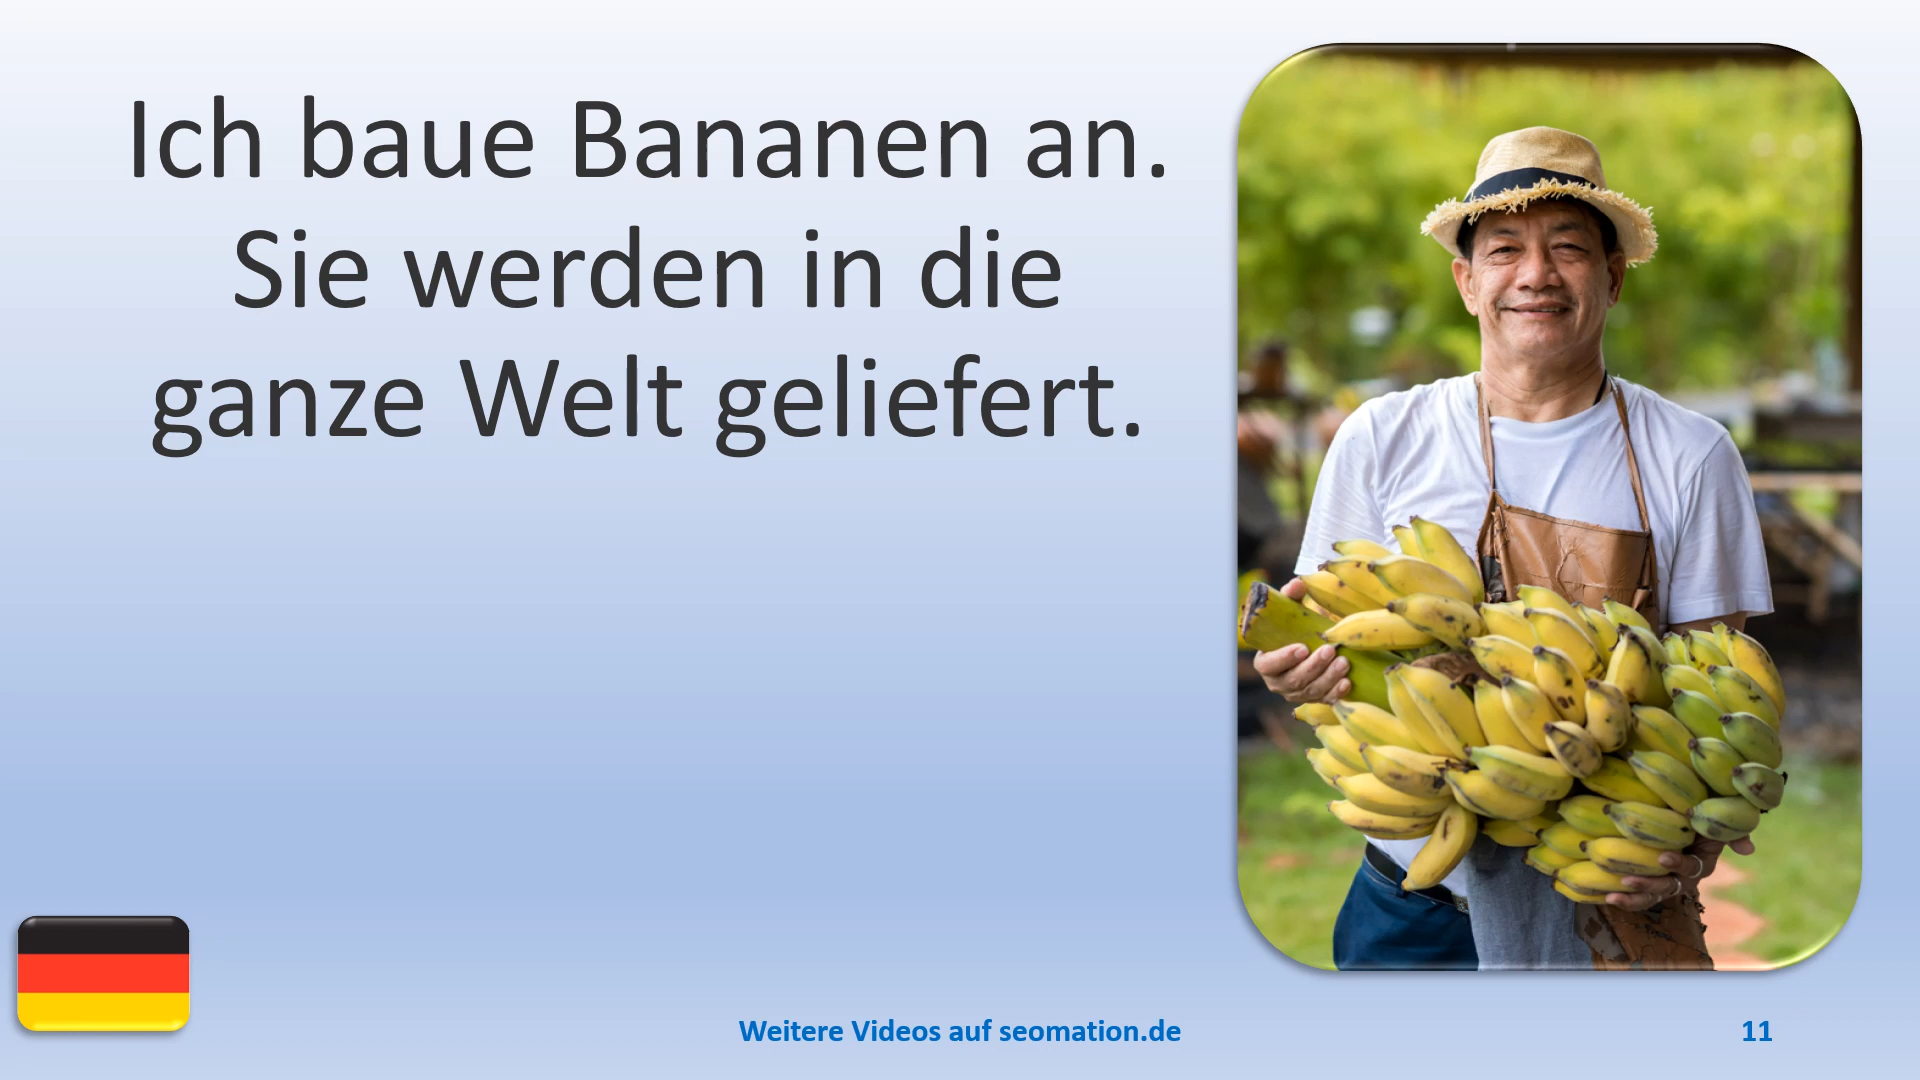 Ich baue Bananen an.
Sie werden in die
ganze Welt geliefert.
Weitere Videos auf seomation.de
11